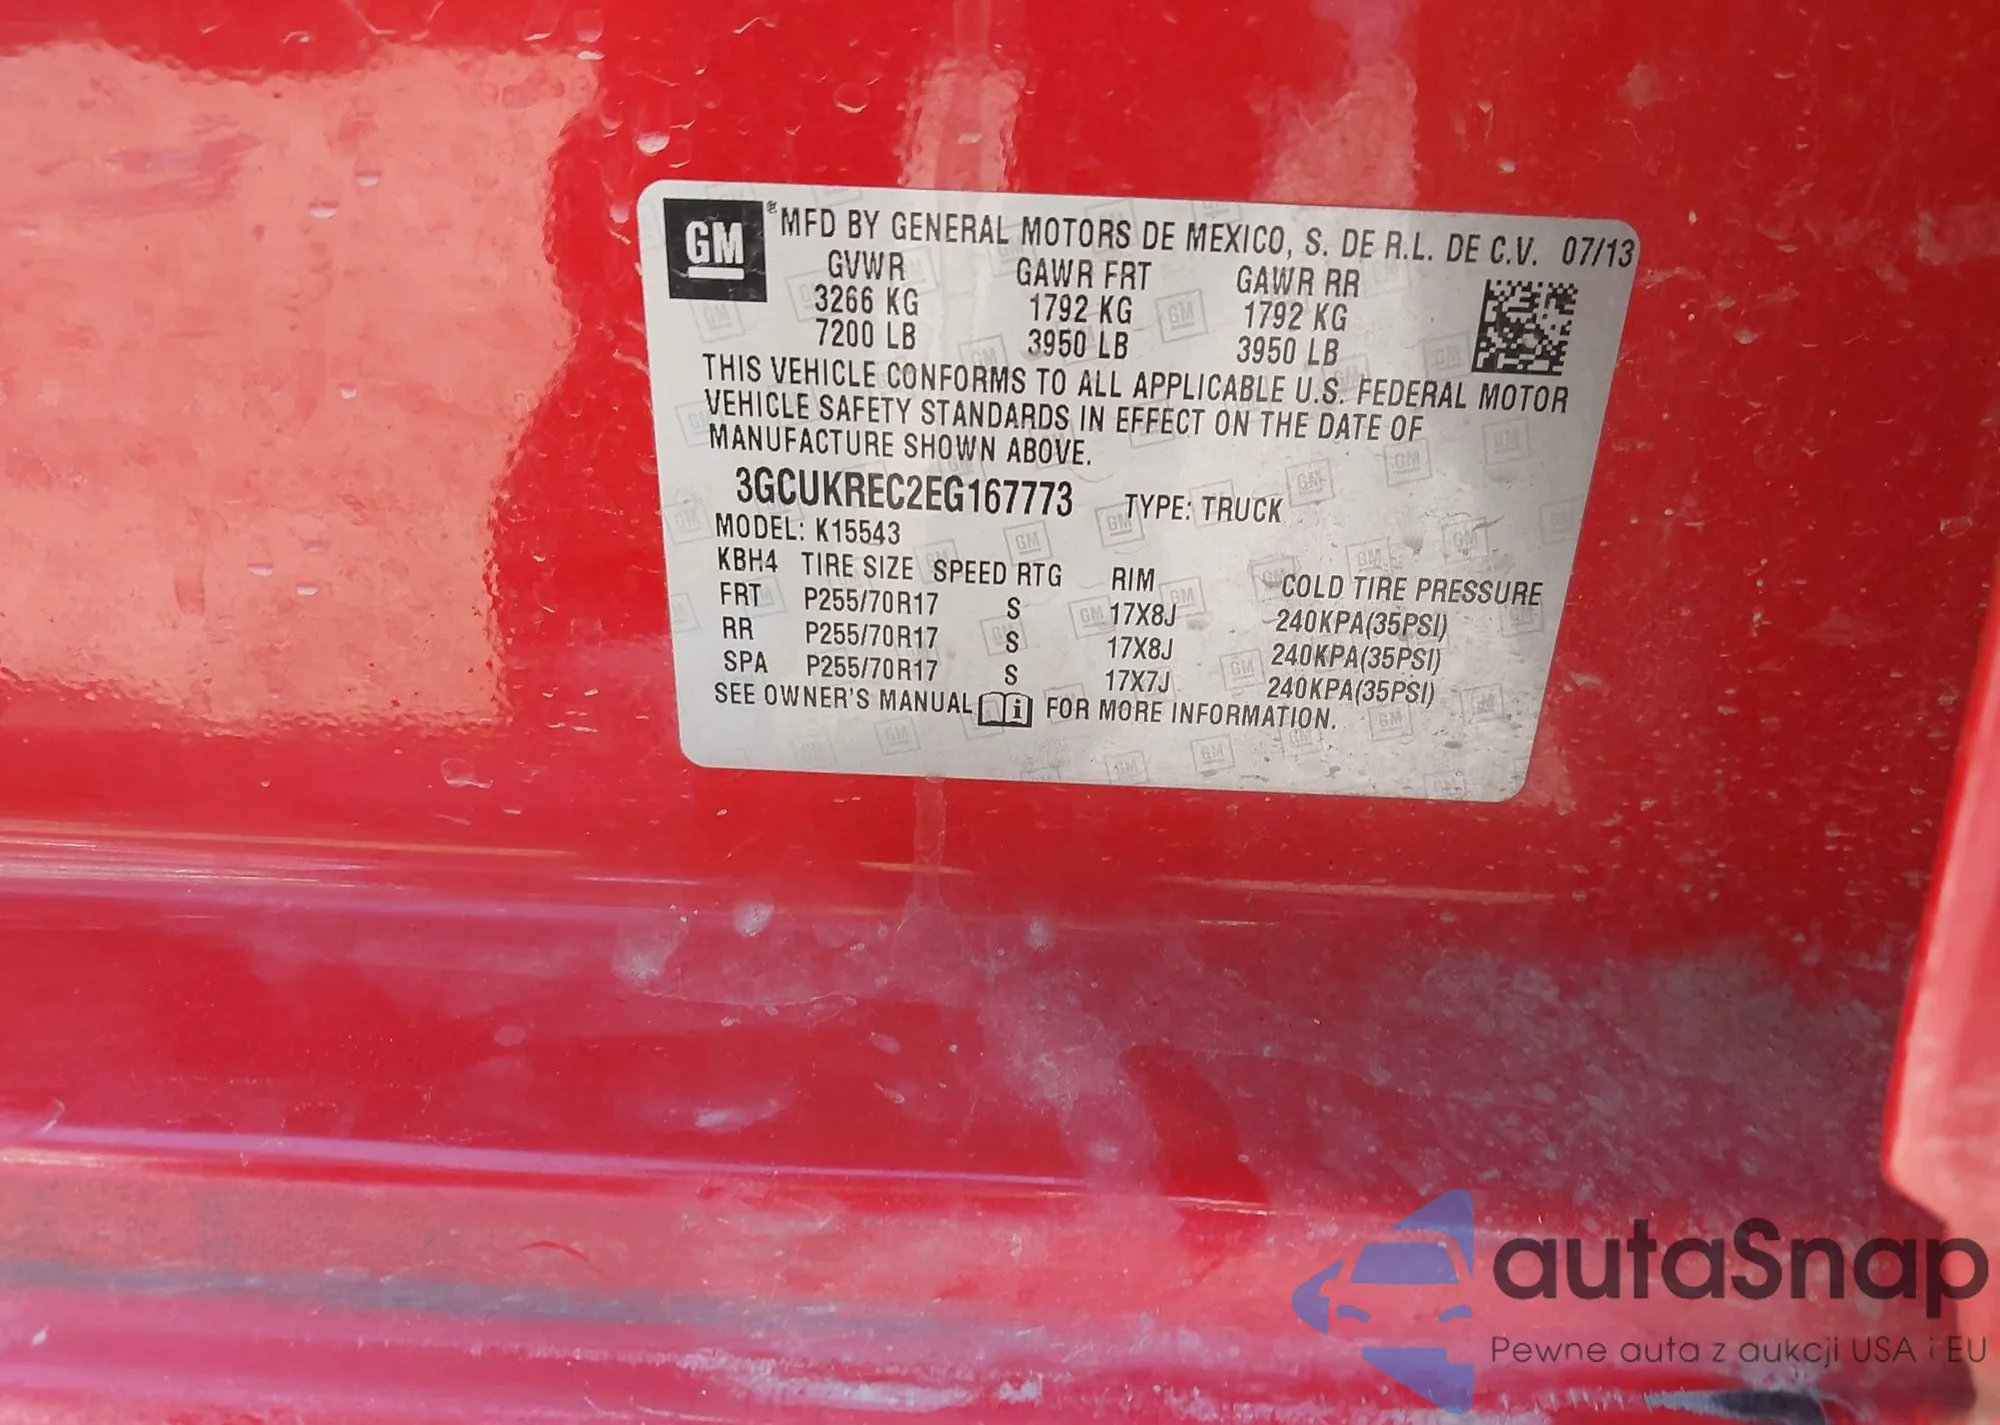 GM ® MFD BY GENERAL MOTORS DE MEXICO, S. DE R.L. DE C.V. 07/13
GVWR GAWR FRT GAWR RR
3266 KG 1792 KG 1792 KG
7200 LB 3950 LB 3950 LB
THIS VEHICLE CONFORMS TO ALL APPLICABLE U.S. FEDERAL MOTOR
VEHICLE SAFETY STANDARDS IN EFFECT ON THE DATE OF
MANUFACTURE SHOWN ABOVE.
3GCUKREC2EG167773 TYPE: TRUCK
MODEL: K15543
KBH4 TIRE SIZE SPEED RTG RIM COLD TIRE PRESSURE
FRT P255/70R17 S 17X8J 240KPA(35PSI)
RR P255/70R17 S 17X8J 240KPA(35PSI)
SPA P255/70R17 S 17X7J 240KPA(35PSI)
SEE OWNER'S MANUAL i FOR MORE INFORMATION.
autaSnap
Pewne auta z aukcji USA i EU